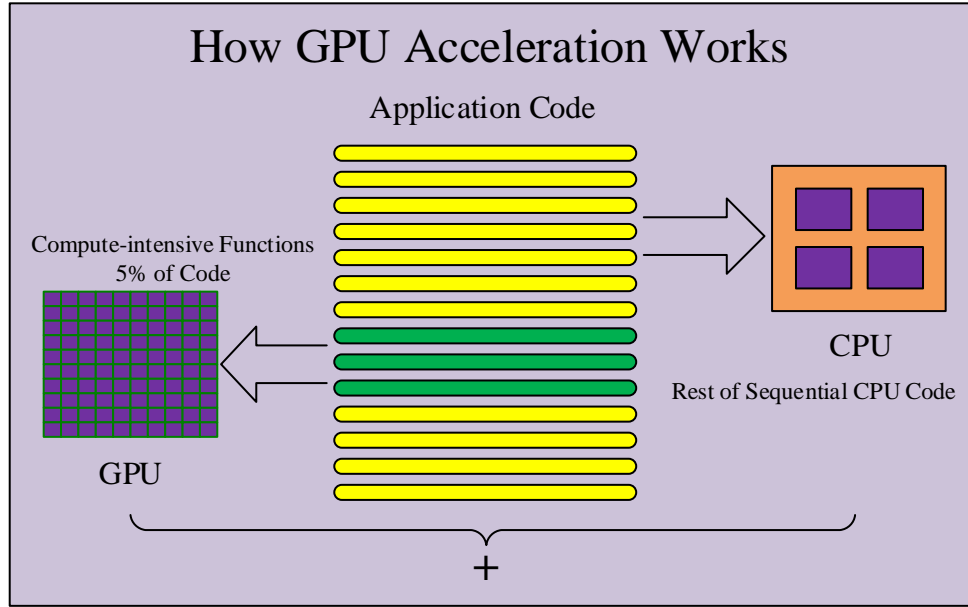 How GPU Acceleration Works
Application Code
Compute-intensive Functions
5% of Code
GPU
CPU
Rest of Sequential CPU Code
+